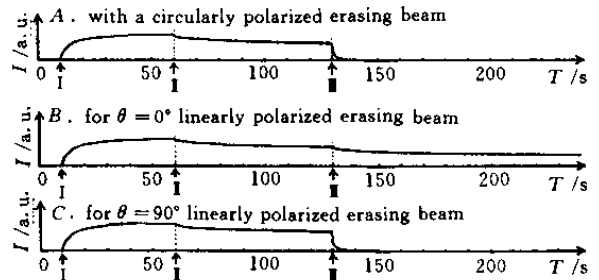 A. with a circularly polarized erasing beam
I /a. u.
0 50 100 150 200 T /s
I II III
B. for θ = 0° linearly polarized erasing beam
I /a. u.
0 50 100 150 200 T /s
I II III
C. for θ = 90° linearly polarized erasing beam
I /a. u.
0 50 100 150 200 T /s
I II III